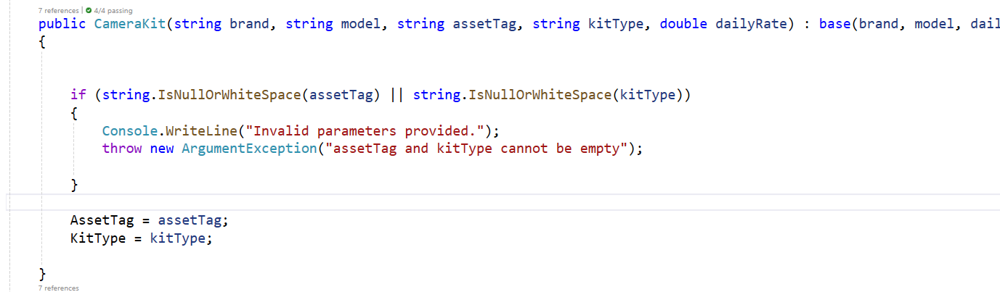 7 references | 4/4 passing
public CameraKit(string brand, string model, string assetTag, string kitType, double dailyRate) : base(brand, model, dail
{
if (string.IsNullOrWhiteSpace(assetTag) || string.IsNullOrWhiteSpace(kitType))
{
Console.WriteLine("Invalid parameters provided.");
throw new ArgumentException("assetTag and kitType cannot be empty");
}
AssetTag = assetTag;
KitType = kitType;
}
7 references